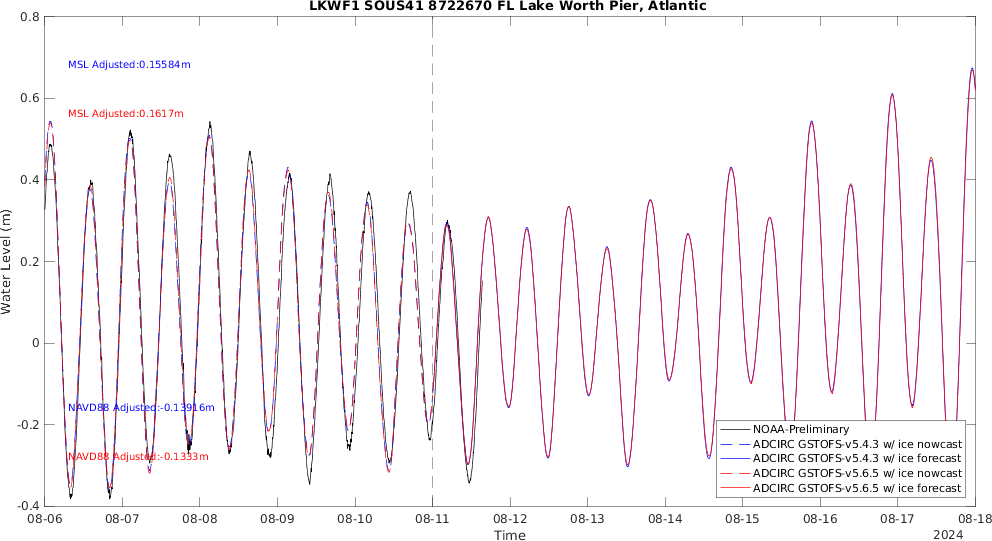 LKWF1 SOUS41 8722670 FL Lake Worth Pier, Atlantic
0.8
0.6
0.4
0.2
0
-0.2
-0.4
Water Level (m)
MSL Adjusted:0.15584m
MSL Adjusted:0.1617m
NAVD88 Adjusted:-0.13916m
NAVD88 Adjusted:-0.1333m
NOAA-Preliminary
ADCIRC GSTOFS-v5.4.3 w/ ice nowcast
ADCIRC GSTOFS-v5.4.3 w/ ice forecast
ADCIRC GSTOFS-v5.6.5 w/ ice nowcast
ADCIRC GSTOFS-v5.6.5 w/ ice forecast
08-06 08-07 08-08 08-09 08-10 08-11 08-12 08-13 08-14 08-15 08-16 08-17 08-18
Time
2024